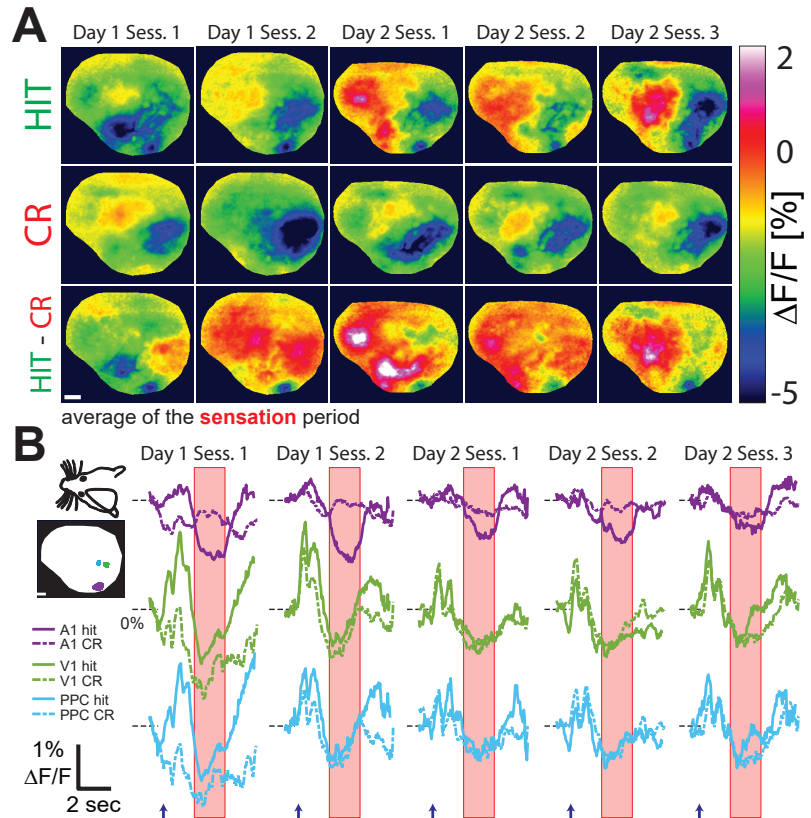 A
Day 1 Sess. 1 Day 1 Sess. 2 Day 2 Sess. 1 Day 2 Sess. 2 Day 2 Sess. 3
HIT
CR
HIT - CR
2
0
-5
ΔF/F [%]
average of the sensation period
B
Day 1 Sess. 1 Day 1 Sess. 2 Day 2 Sess. 1 Day 2 Sess. 2 Day 2 Sess. 3
0%
A1 hit
A1 CR
V1 hit
V1 CR
PPC hit
PPC CR
1%
ΔF/F
2 sec